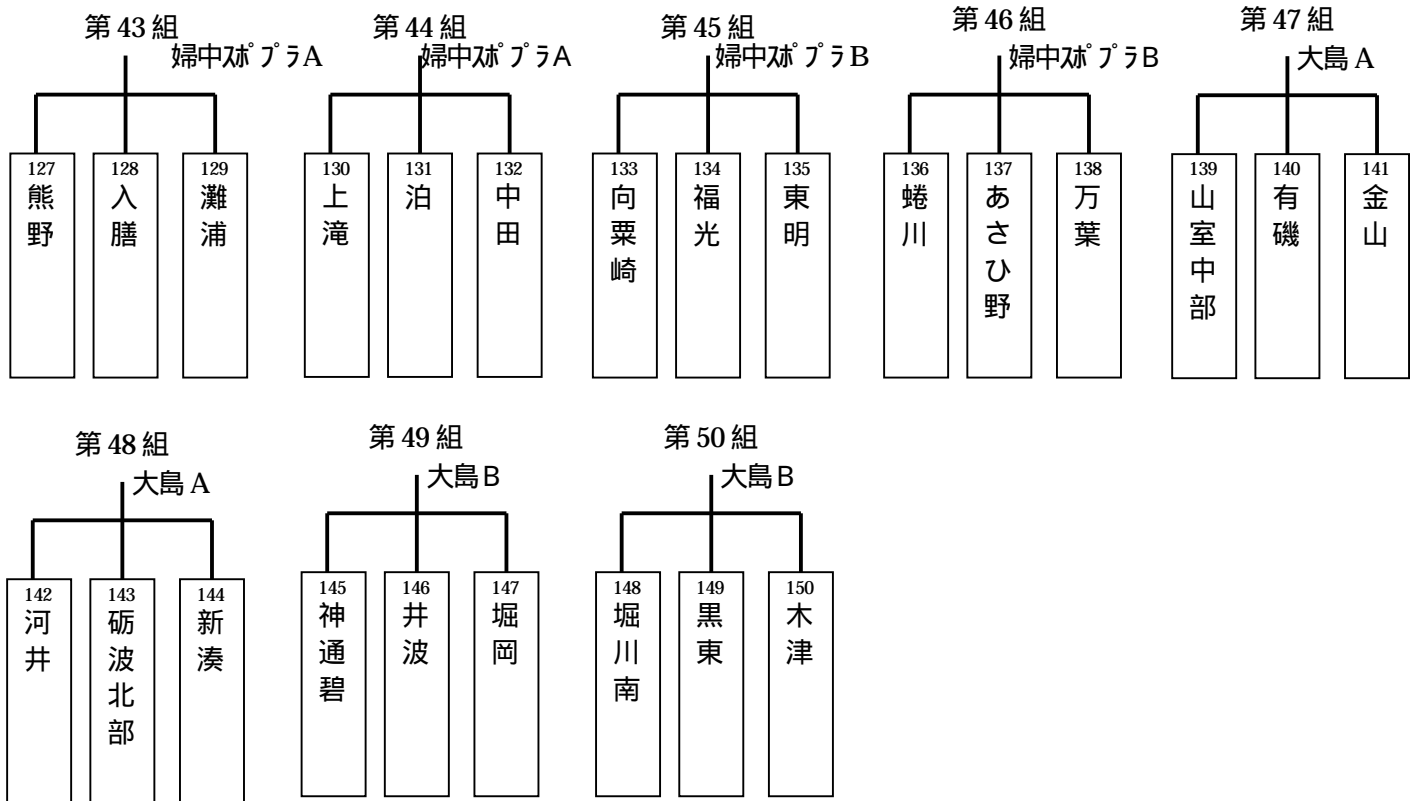 第43組
婦中ｽﾎﾟﾌﾟﾗA
127 熊野
128 入膳
129 灘浦
第44組
婦中ｽﾎﾟﾌﾟﾗA
130 上滝
131 泊
132 中田
第45組
婦中ｽﾎﾟﾌﾟﾗB
133 向粟崎
134 福光
135 東明
第46組
婦中ｽﾎﾟﾌﾟﾗB
136 蜷川
137 あさひ野
138 万葉
第47組
大島A
139 山室中部
140 有磯
141 金山
第48組
大島A
142 河井
143 砺波北部
144 新湊
第49組
大島B
145 神通碧
146 井波
147 堀岡
第50組
大島B
148 堀川南
149 黒東
150 木津